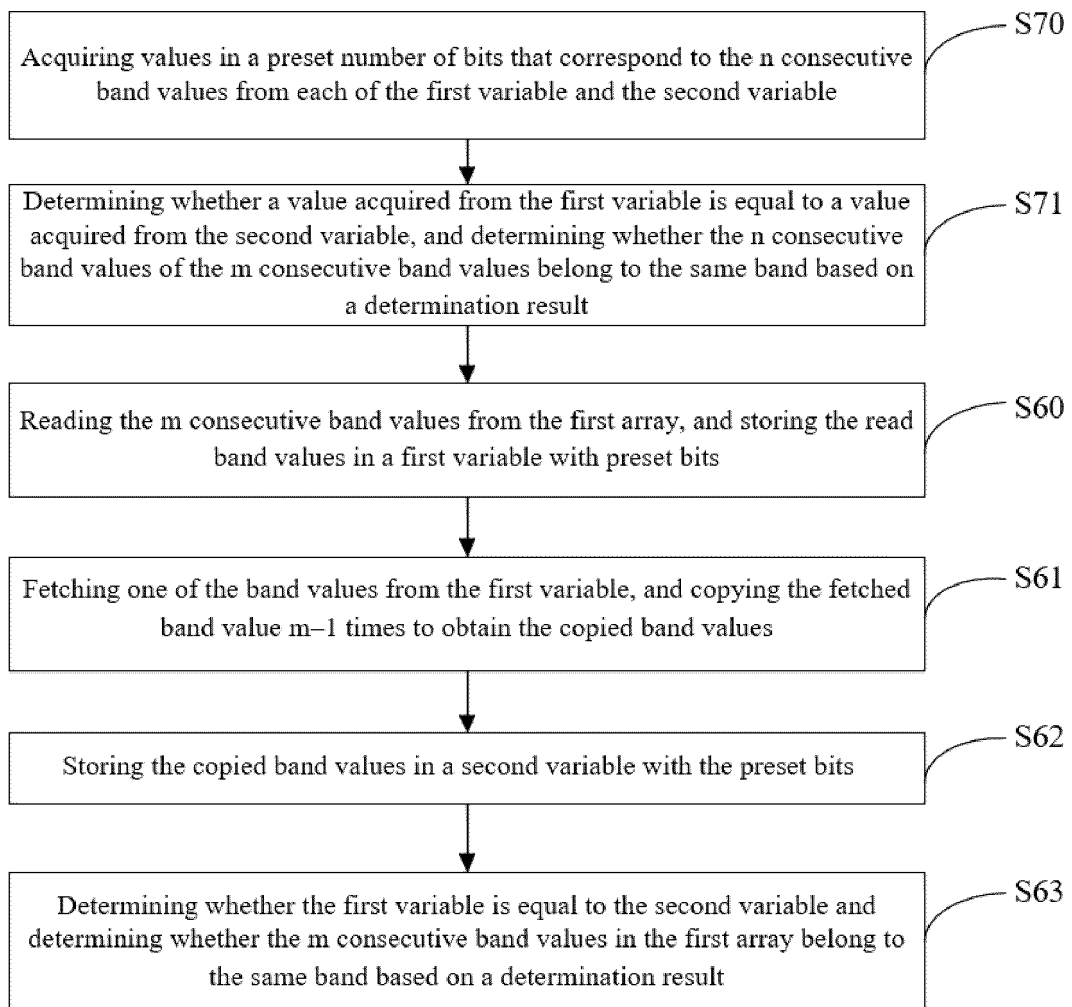 S70
Acquiring values in a preset number of bits that correspond to the n consecutive
band values from each of the first variable and the second variable
S71
Determining whether a value acquired from the first variable is equal to a value
acquired from the second variable, and determining whether the n consecutive
band values of the m consecutive band values belong to the same band based on
a determination result
S60
Reading the m consecutive band values from the first array, and storing the read
band values in a first variable with preset bits
S61
Fetching one of the band values from the first variable, and copying the fetched
band value m–1 times to obtain the copied band values
S62
Storing the copied band values in a second variable with the preset bits
S63
Determining whether the first variable is equal to the second variable and
determining whether the m consecutive band values in the first array belong to
the same band based on a determination result